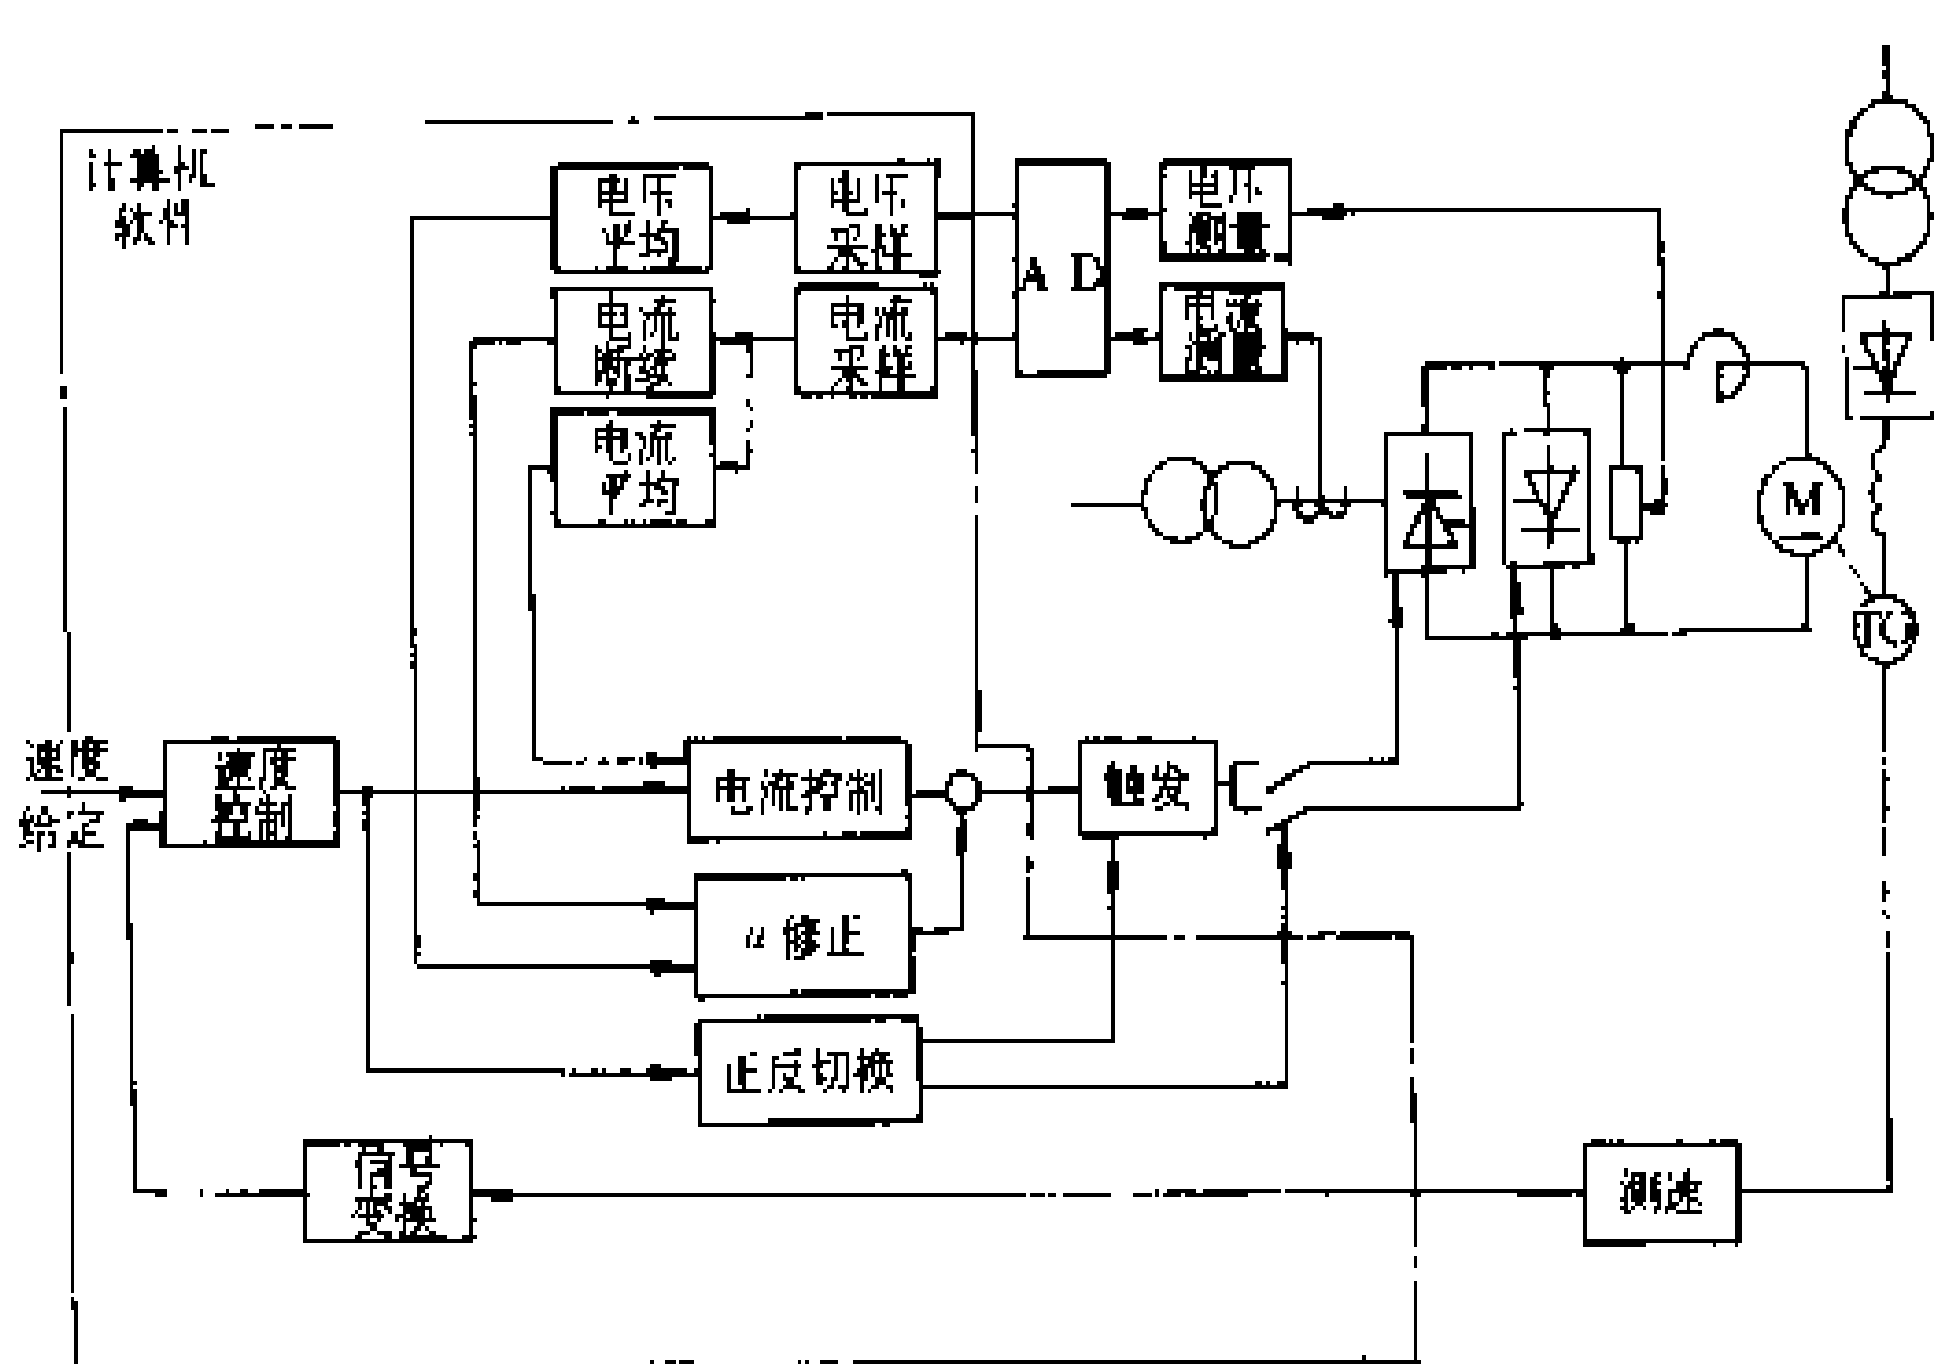 计算机
软件
电压
平均
电压
采样
A D
电压
测量
电流
断续
电流
采样
电流
测量
电流
平均
M
速度
给定
速度
控制
电流控制
触发
α修正
正反切换
信号
变换
测速